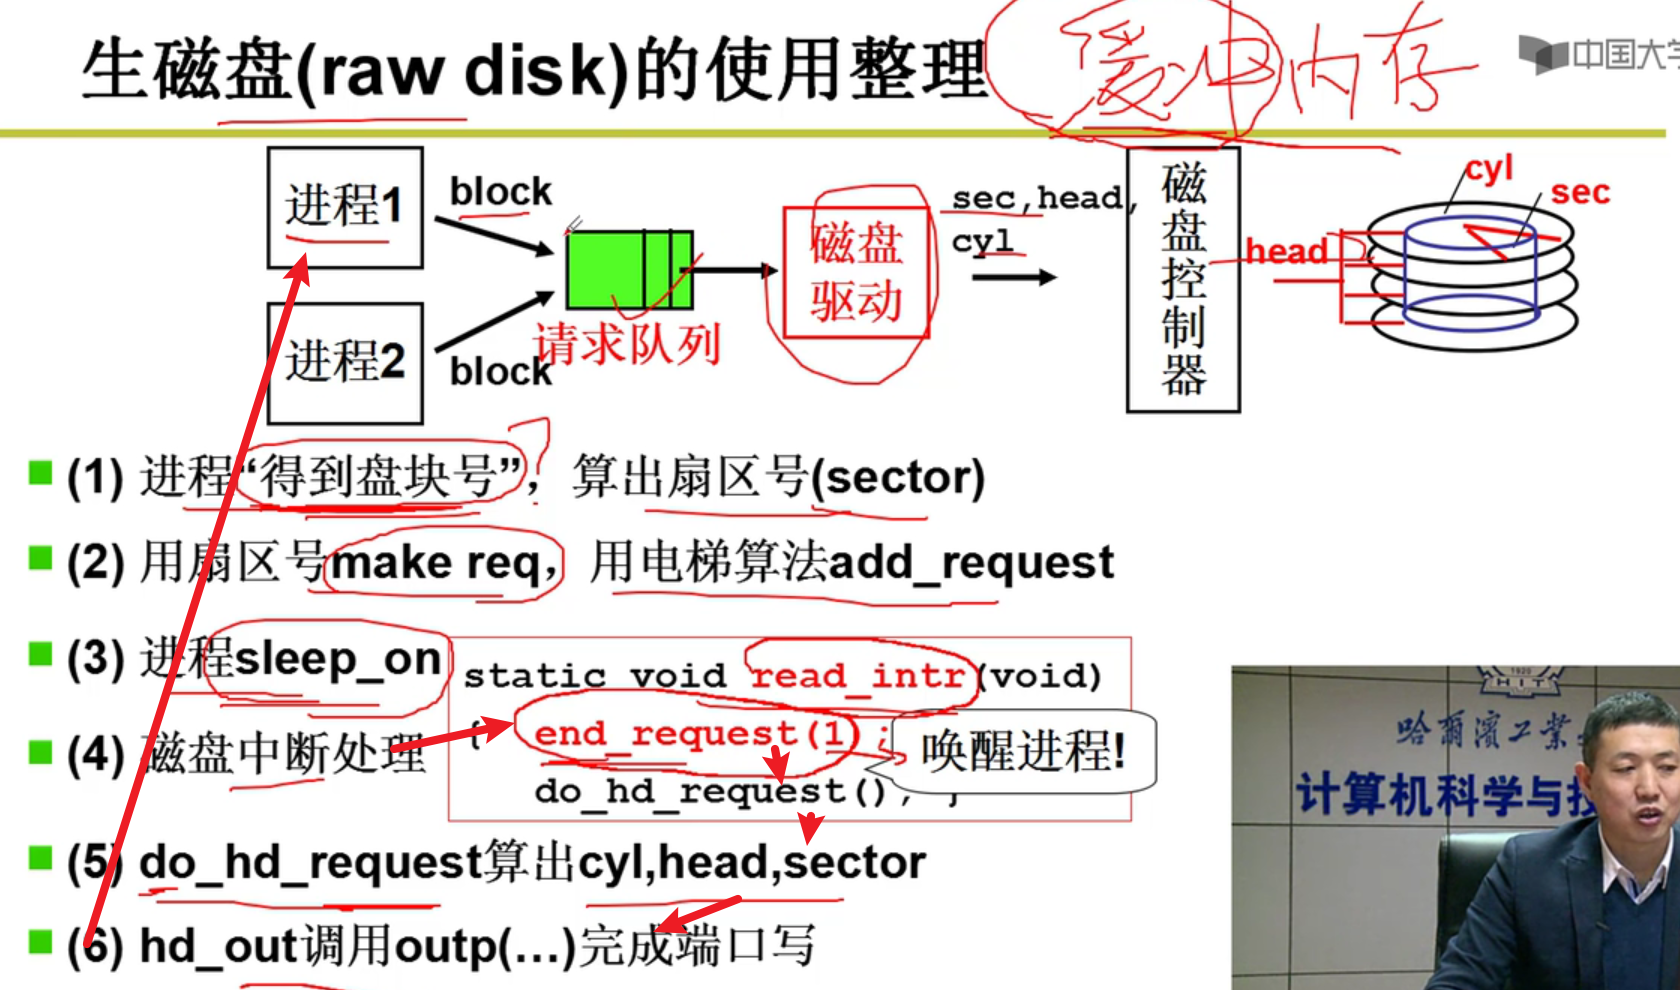 生磁盘(raw disk)的使用整理
缓冲内存
中国大学
进程1
block
进程2
block
请求队列
磁盘驱动
sec,head,
cyl
磁盘控制器
head
cyl
sec
(1) 进程“得到盘块号”，算出扇区号(sector)
(2) 用扇区号make req，用电梯算法add_request
(3) 进程sleep_on
static void read_intr(void)
{
end_request(1);
唤醒进程!
do_hd_request(); }
(4) 磁盘中断处理
(5) do_hd_request算出cyl,head,sector
(6) hd_out调用outp(…)完成端口写
1920
HIT
哈爾濱工業
计算机科学与技